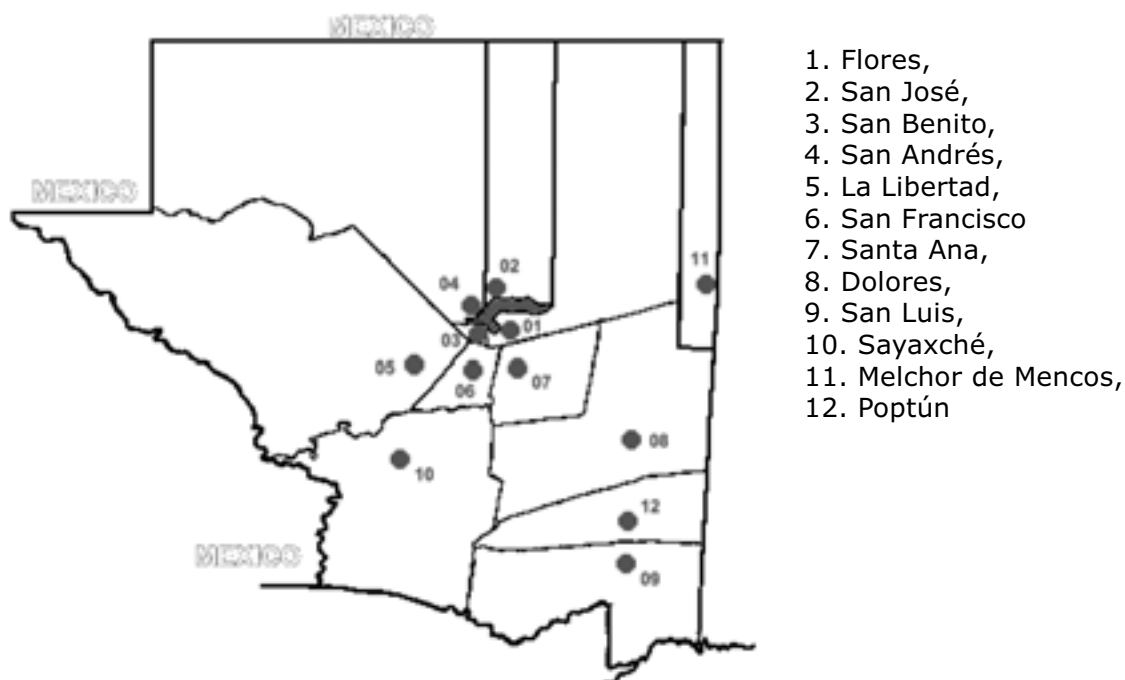 MEXICO
MEXICO
11
02
04
01
03
05
06
07
08
10
12
MEXICO
09
1. Flores,
2. San José,
3. San Benito,
4. San Andrés,
5. La Libertad,
6. San Francisco
7. Santa Ana,
8. Dolores,
9. San Luis,
10. Sayaxché,
11. Melchor de Mencos,
12. Poptún